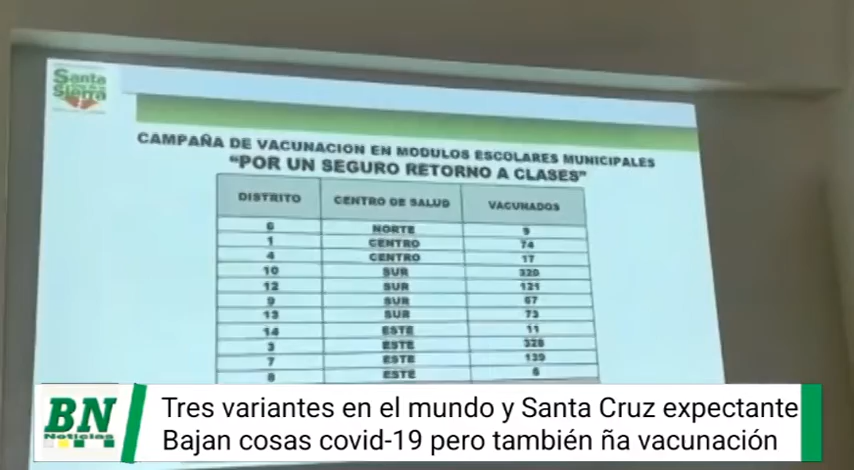 Santa
Sierra
CAMPAÑA DE VACUNACION EN MODULOS ESCOLARES MUNICIPALES
"POR UN SEGURO RETORNO A CLASES"
DISTRITO CENTRO DE SALUD VACUNADOS
6 NORTE 9
1 CENTRO 74
4 CENTRO 17
10 SUR 320
12 SUR 121
9 SUR 67
13 SUR 73
14 ESTE 11
3 ESTE 328
7 ESTE 139
8 ESTE 6
BN
Noticias
Tres variantes en el mundo y Santa Cruz expectante
Bajan cosas covid-19 pero también ña vacunación